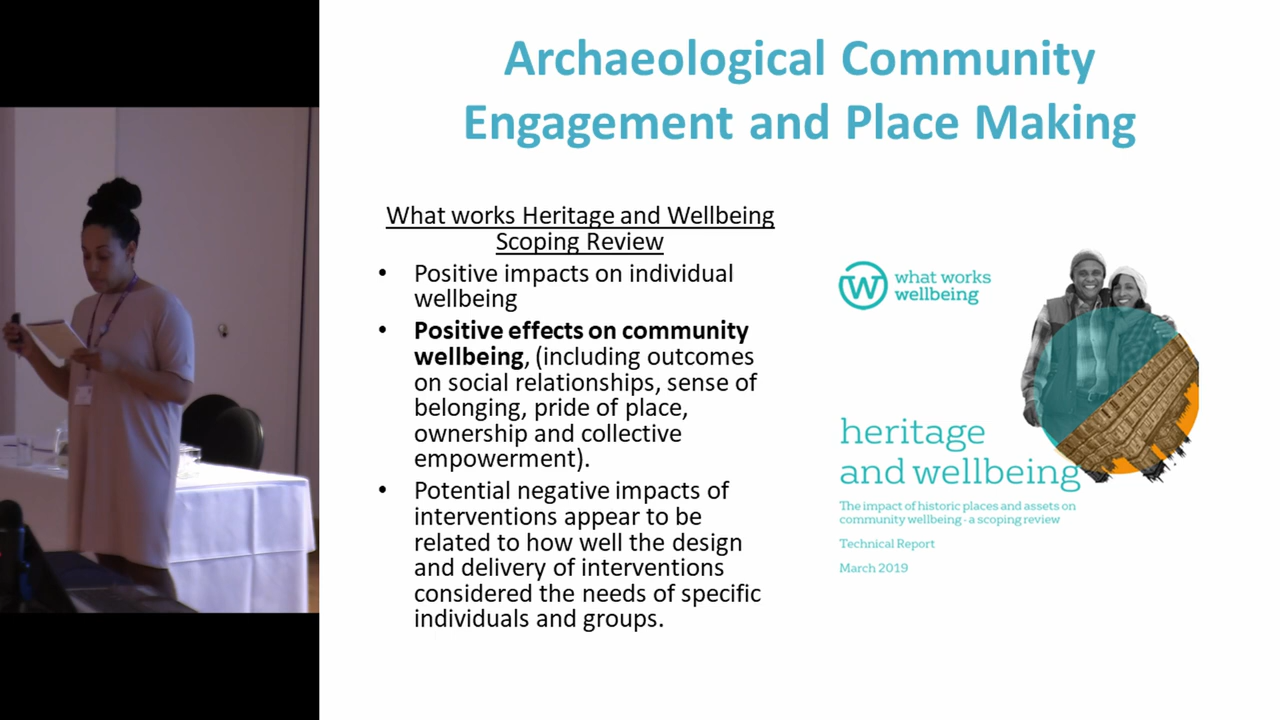 Archaeological Community
Engagement and Place Making
What works Heritage and Wellbeing
Scoping Review
• Positive impacts on individual
wellbeing
• Positive effects on community
wellbeing, (including outcomes
on social relationships, sense of
belonging, pride of place,
ownership and collective
empowerment).
• Potential negative impacts of
interventions appear to be
related to how well the design
and delivery of interventions
considered the needs of specific
individuals and groups.
W what works
wellbeing
heritage
and wellbeing
The impact of historic places and assets on
community wellbeing - a scoping review
Technical Report
March 2019